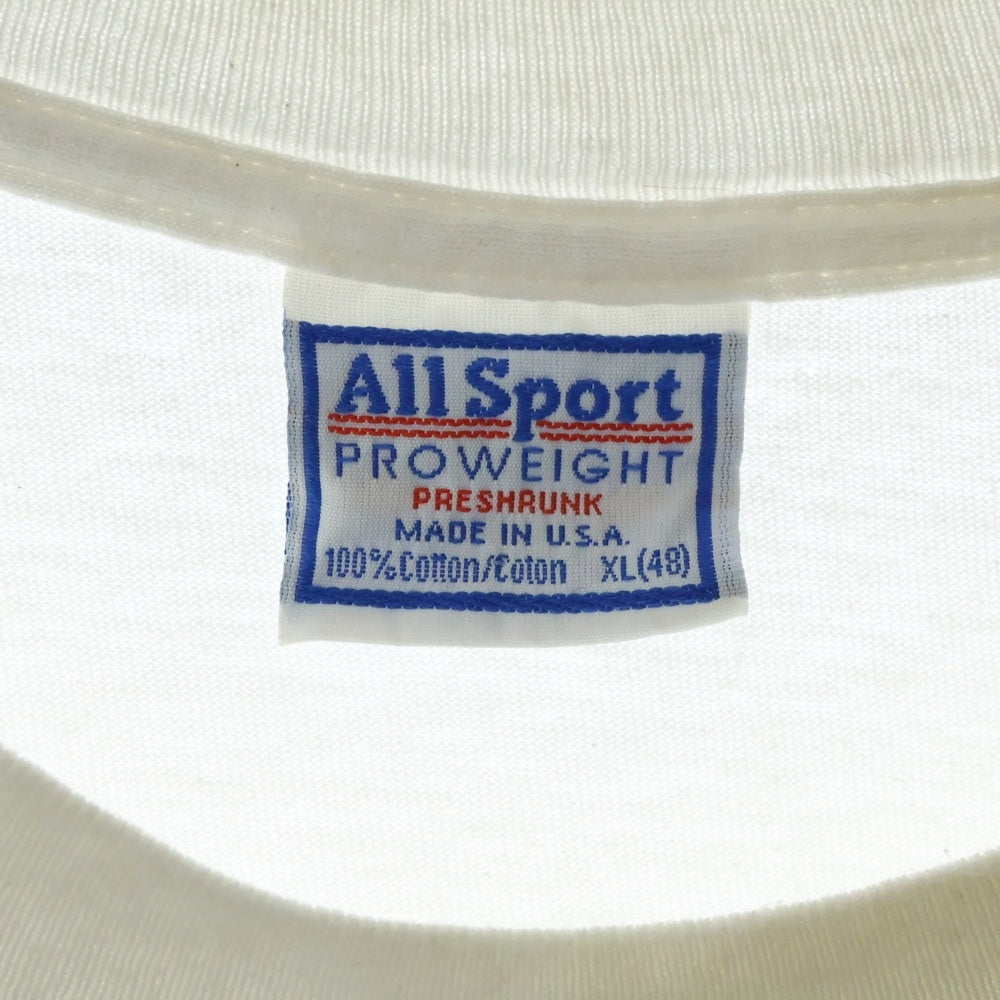 All Sport
PROWEIGHT
PRESHRUNK
MADE IN U.S.A.
100% Cotton/Coton XL(48)